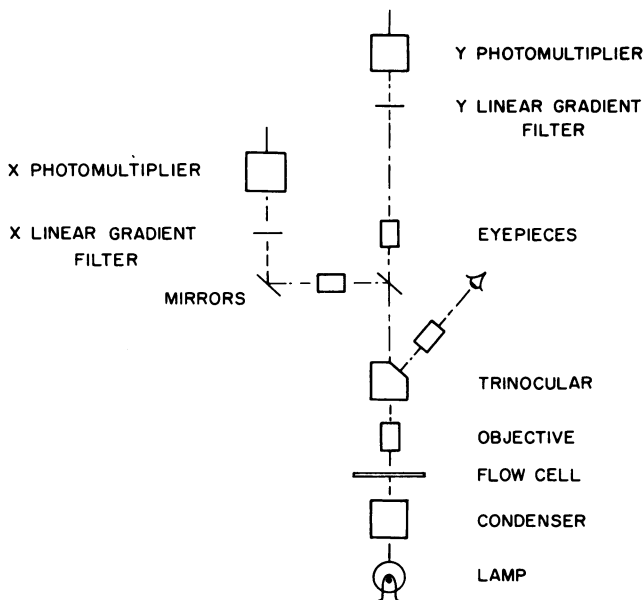 Y PHOTOMULTIPLIER
Y LINEAR GRADIENT
FILTER
X PHOTOMULTIPLIER
X LINEAR GRADIENT
FILTER
EYEPIECES
MIRRORS
TRINOCULAR
OBJECTIVE
FLOW CELL
CONDENSER
LAMP